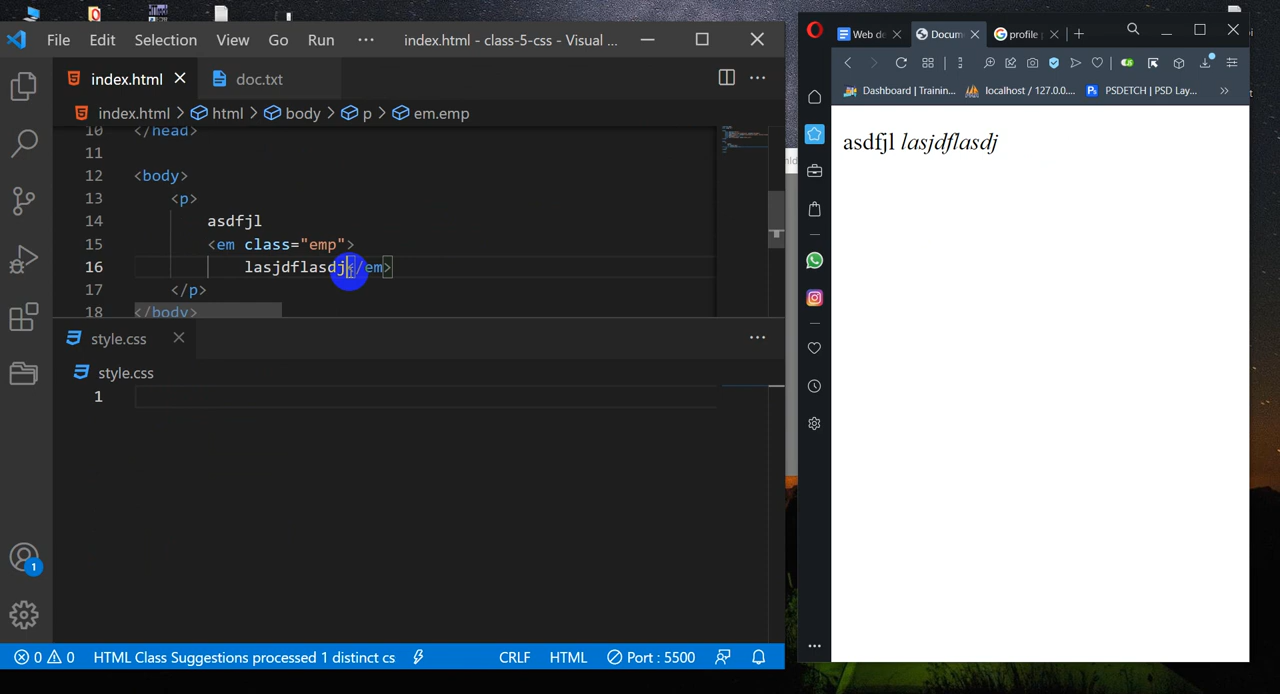 File Edit Selection View Go Run ··· index.html - class-5-css - Visual ...
index.html
doc.txt
index.html > html > body > p > em.emp
10 </head>
11
12 <body>
13 <p>
14 asdfjl
15 <em class="emp">
16 lasjdflasdj</em>
17 </p>
18 </body>
style.css
style.css
1
1
0 0 HTML Class Suggestions processed 1 distinct cs CRLF HTML Port : 5500
Web de
Docum
profile
Dashboard | Trainin... localhost / 127.0.0.... PSDETCH | PSD Lay...
asdfjl lasjdflasdj